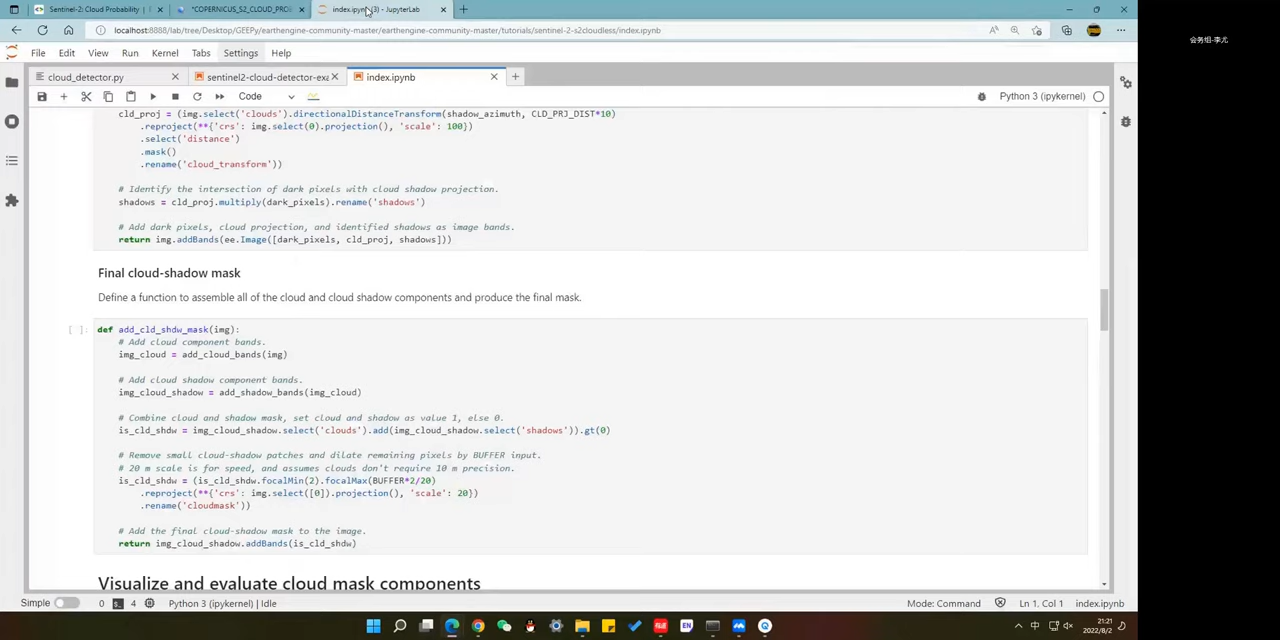 Sentinel-2: Cloud Probability
*COPERNICUS_S2_CLOUD_PRO
index.ipynb (3) - JupyterLab
localhost:8888/lab/tree/Desktop/GEEPy/earthengine-community-master/earthengine-community-master/tutorials/sentinel-2-s2cloudless/index.ipynb
会务组-李尤
File Edit View Run Kernel Tabs Settings Help
cloud_detector.py
sentinel2-cloud-detector-exa
index.ipynb
Code
Python 3 (ipykernel)
cld_proj = (img.select('clouds').directionalDistanceTransform(shadow_azimuth, CLD_PRJ_DIST*10)
.reproject(**{'crs': img.select(0).projection(), 'scale': 100})
.select('distance')
.mask()
.rename('cloud_transform'))
# Identify the intersection of dark pixels with cloud shadow projection.
shadows = cld_proj.multiply(dark_pixels).rename('shadows')
# Add dark pixels, cloud projection, and identified shadows as image bands.
return img.addBands(ee.Image([dark_pixels, cld_proj, shadows]))
Final cloud-shadow mask
Define a function to assemble all of the cloud and cloud shadow components and produce the final mask.
[ ]: def add_cld_shdw_mask(img):
# Add cloud component bands.
img_cloud = add_cloud_bands(img)
# Add cloud shadow component bands.
img_cloud_shadow = add_shadow_bands(img_cloud)
# Combine cloud and shadow mask, set cloud and shadow as value 1, else 0.
is_cld_shdw = img_cloud_shadow.select('clouds').add(img_cloud_shadow.select('shadows')).gt(0)
# Remove small cloud-shadow patches and dilate remaining pixels by BUFFER input.
# 20 m scale is for speed, and assumes clouds don't require 10 m precision.
is_cld_shdw = (is_cld_shdw.focalMin(2).focalMax(BUFFER*2/20)
.reproject(**{'crs': img.select([0]).projection(), 'scale': 20})
.rename('cloudmask'))
# Add the final cloud-shadow mask to the image.
return img_cloud_shadow.addBands(is_cld_shdw)
Visualize and evaluate cloud mask components
Simple 0 4 Python 3 (ipykernel) | Idle
Mode: Command Ln 1, Col 1 index.ipynb
EN
中
21:21
2022/8/2